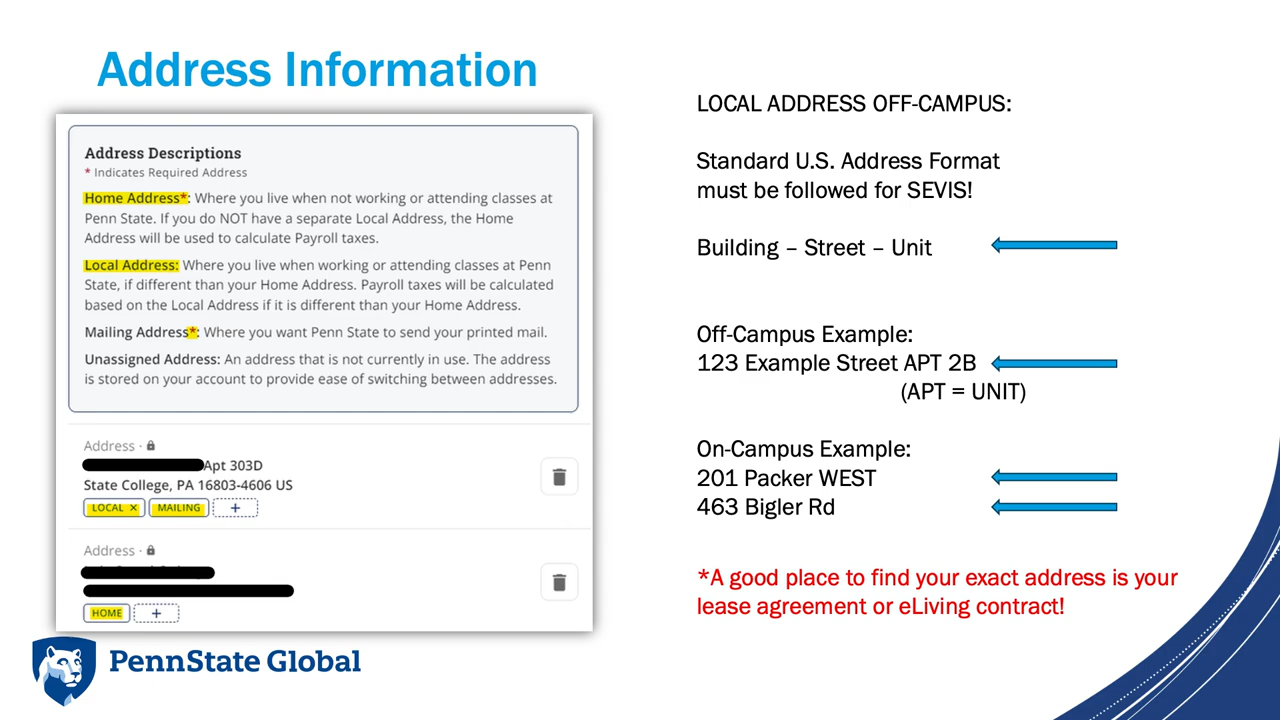 Address Information
Address Descriptions
* Indicates Required Address
Home Address*: Where you live when not working or attending classes at
Penn State. If you do NOT have a separate Local Address, the Home
Address will be used to calculate Payroll taxes.
Local Address: Where you live when working or attending classes at Penn
State, if different than your Home Address. Payroll taxes will be calculated
based on the Local Address if it is different than your Home Address.
Mailing Address*: Where you want Penn State to send your printed mail.
Unassigned Address: An address that is not currently in use. The address
is stored on your account to provide ease of switching between addresses.
Address ·
Apt 303D
State College, PA 16803-4606 US
LOCAL × MAILING +
Address ·
HOME +
PennState Global
LOCAL ADDRESS OFF-CAMPUS:
Standard U.S. Address Format
must be followed for SEVIS!
Building – Street – Unit
Off-Campus Example:
123 Example Street APT 2B
(APT = UNIT)
On-Campus Example:
201 Packer WEST
463 Bigler Rd
*A good place to find your exact address is your
lease agreement or eLiving contract!